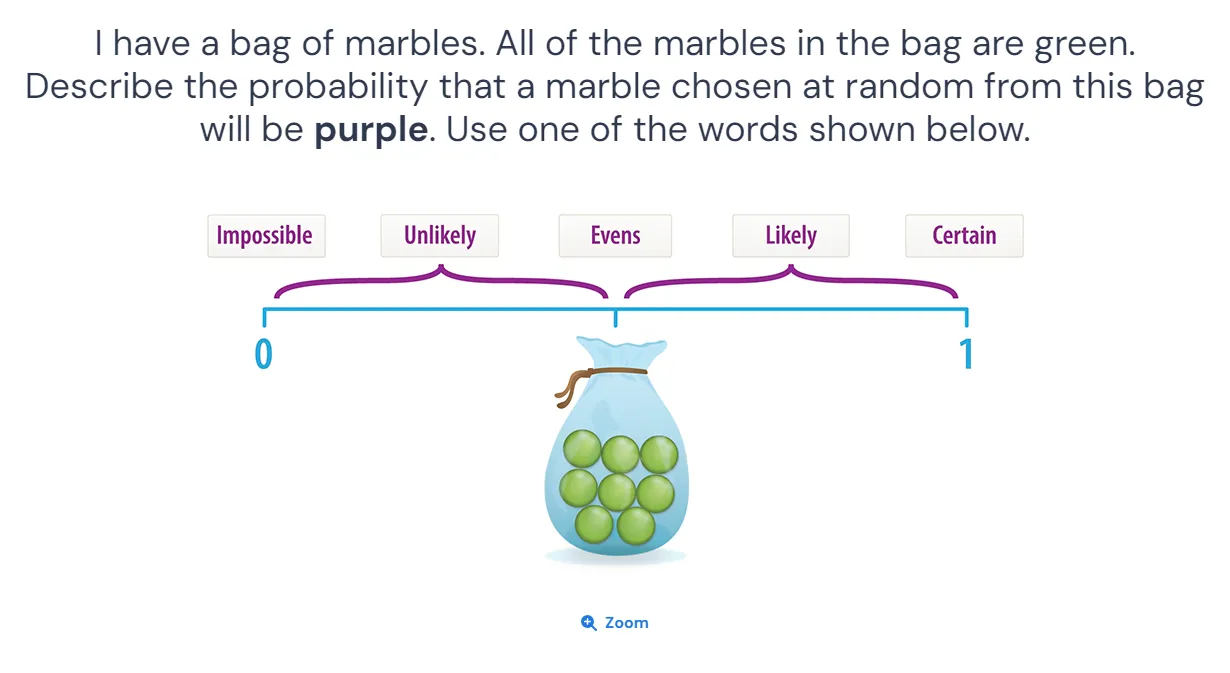 I have a bag of marbles. All of the marbles in the bag are green.
Describe the probability that a marble chosen at random from this bag
will be purple. Use one of the words shown below.
Impossible Unlikely Evens Likely Certain
0 1
Zoom